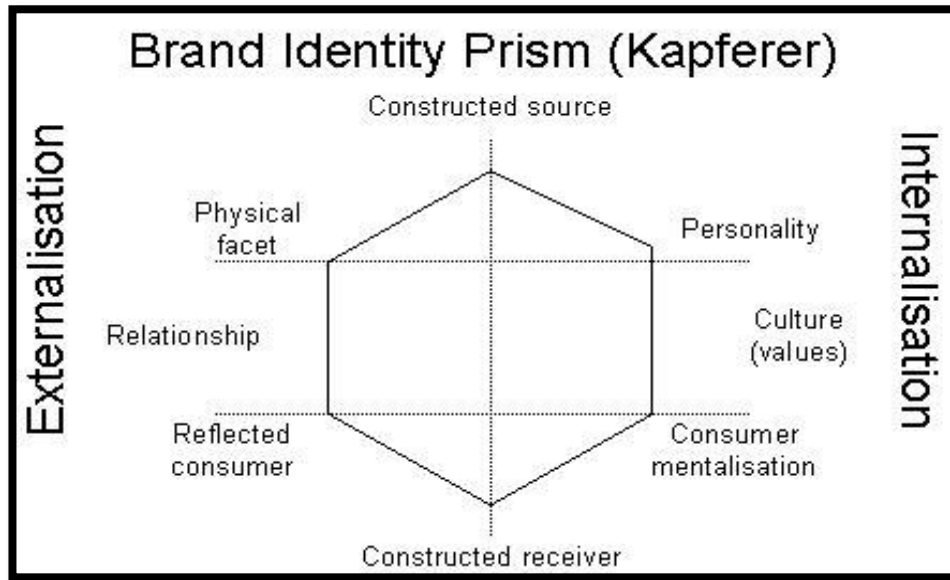 Brand Identity Prism (Kapferer)
Constructed source
Externalisation
Internalisation
Physical
facet
Personality
Relationship
Culture
(values)
Reflected
consumer
Consumer
mentalisation
Constructed receiver